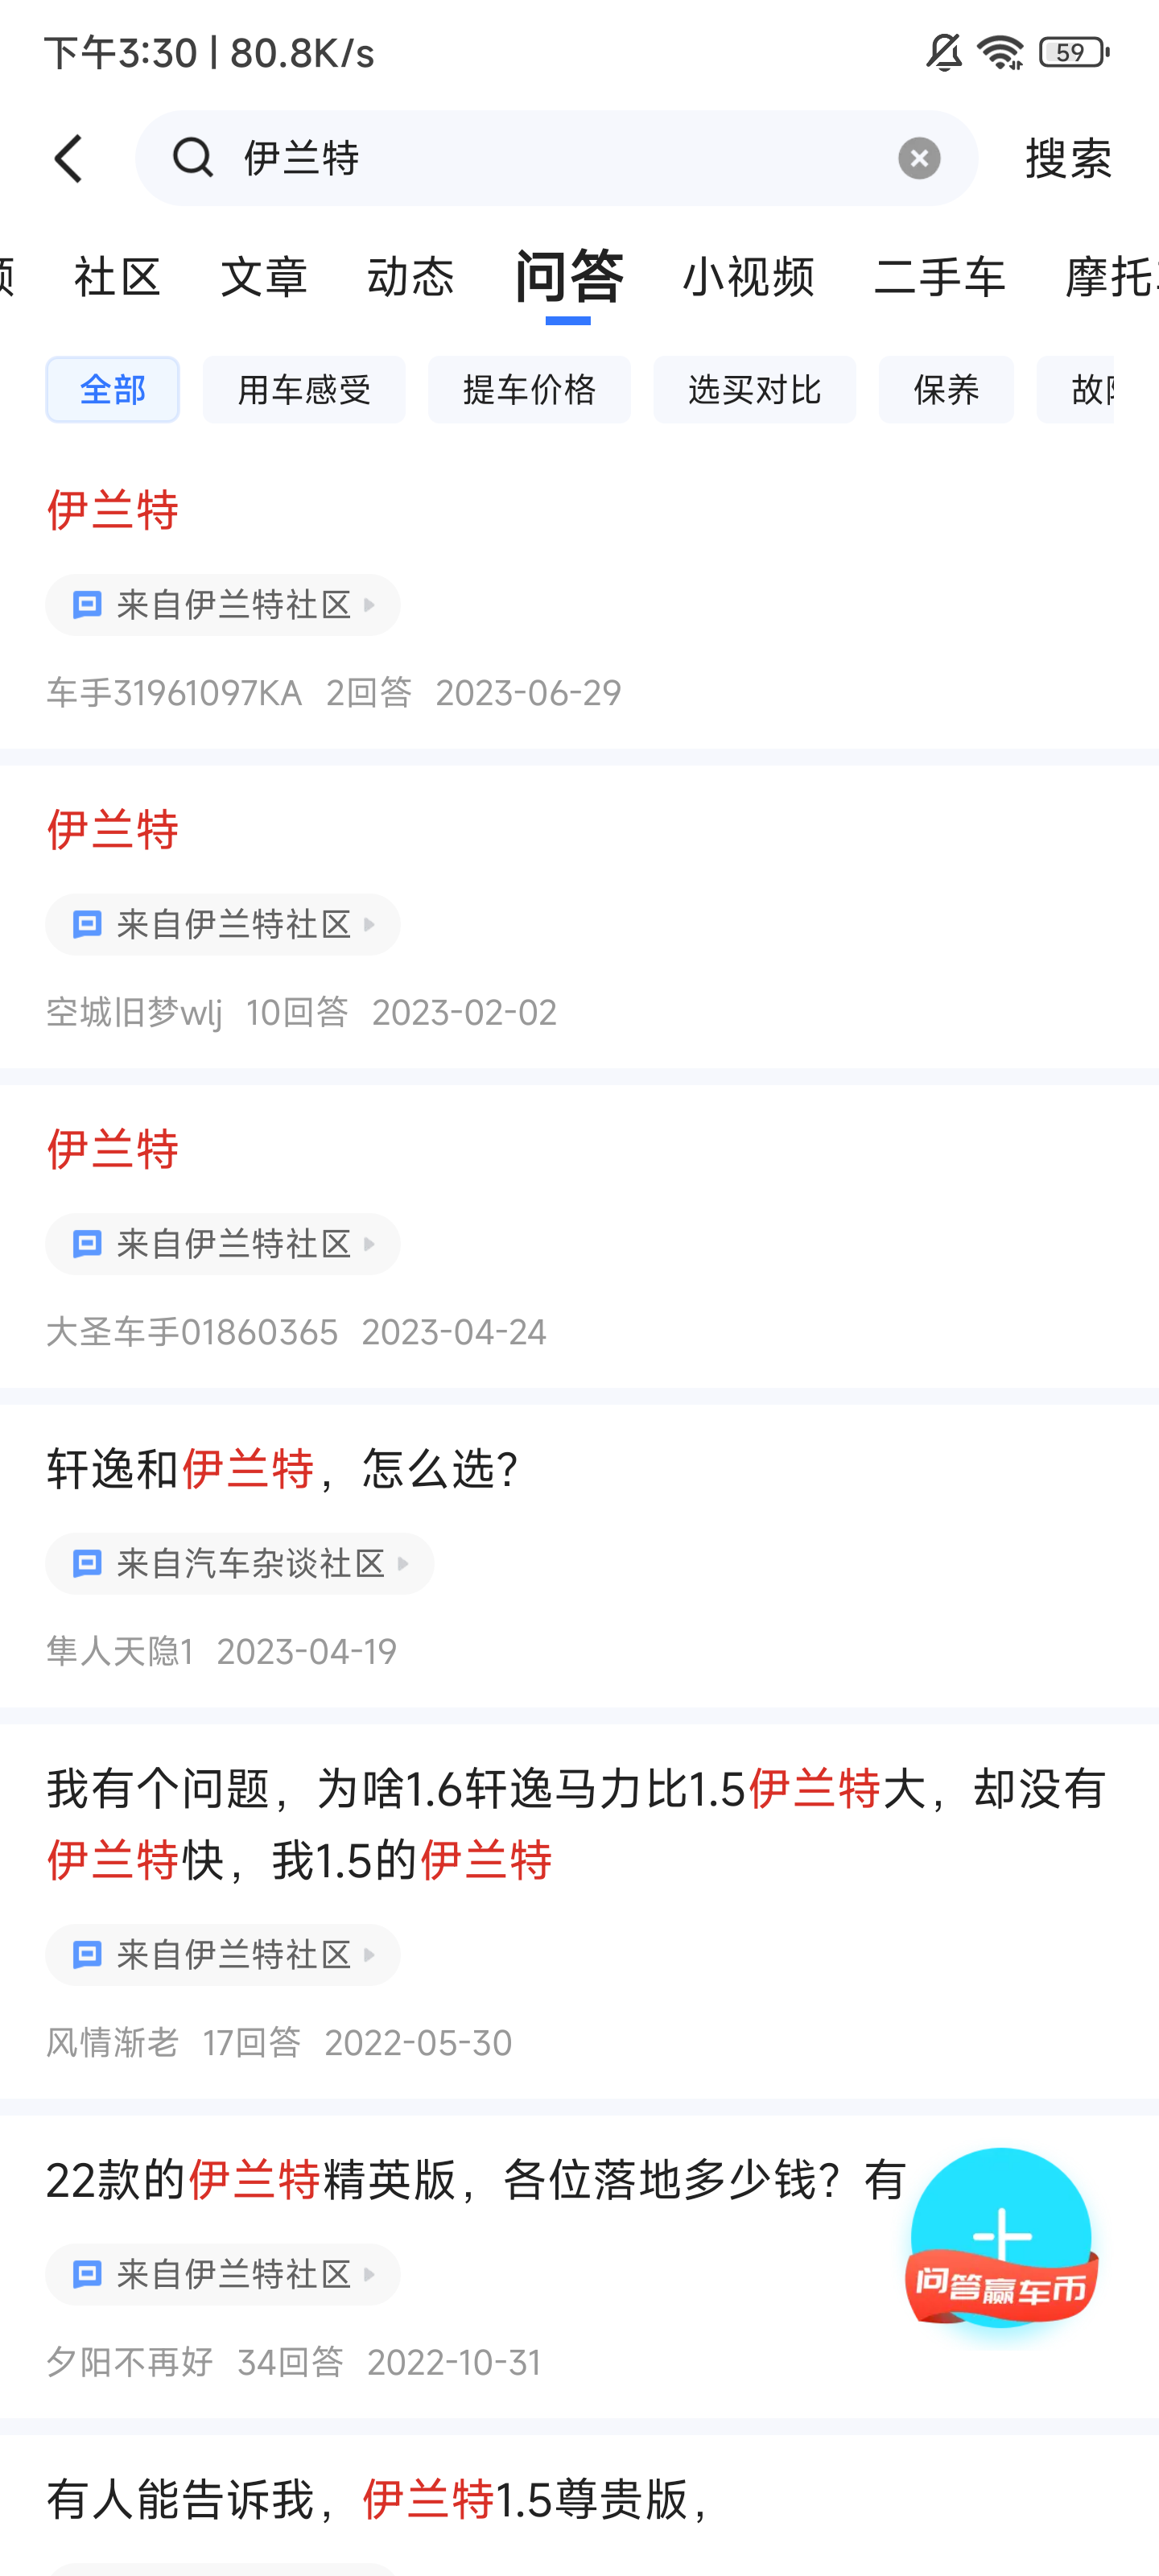 下午3:30 | 80.8K/s
59
伊兰特
搜索
社区 文章 动态 问答 小视频 二手车 摩托
全部 用车感受 提车价格 选买对比 保养 故
伊兰特
来自伊兰特社区
车手31961097KA 2回答 2023-06-29
伊兰特
来自伊兰特社区
空城旧梦wlj 10回答 2023-02-02
伊兰特
来自伊兰特社区
大圣车手01860365 2023-04-24
轩逸和伊兰特，怎么选？
来自汽车杂谈社区
隼人天隐1 2023-04-19
我有个问题，为啥1.6轩逸马力比1.5伊兰特大，却没有
伊兰特快，我1.5的伊兰特
来自伊兰特社区
风情渐老 17回答 2022-05-30
22款的伊兰特精英版，各位落地多少钱？有
来自伊兰特社区
问答赢车币
夕阳不再好 34回答 2022-10-31
有人能告诉我，伊兰特1.5尊贵版，